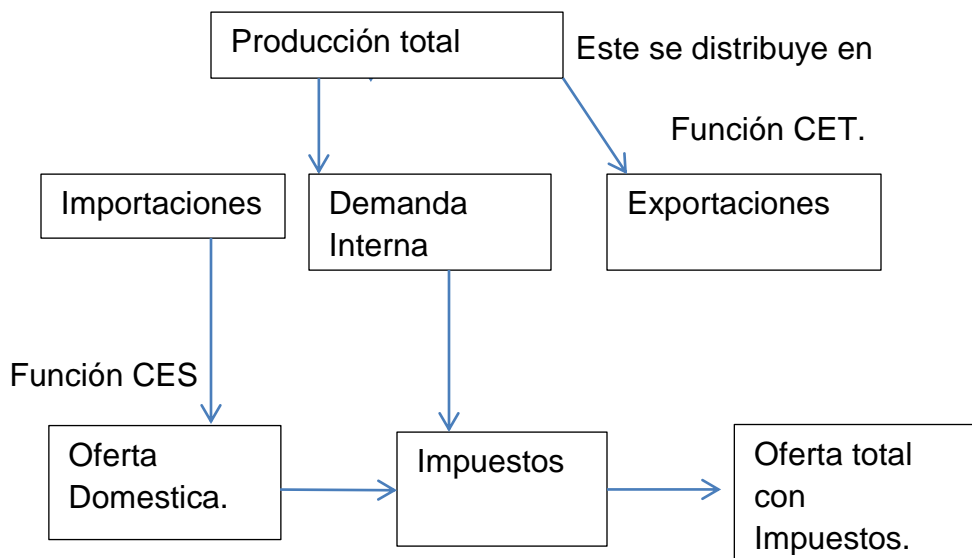 Producción total
Este se distribuye en
Función CET.
Importaciones
Demanda
Interna
Exportaciones
Función CES
Oferta
Domestica.
Impuestos
Oferta total
con
Impuestos.